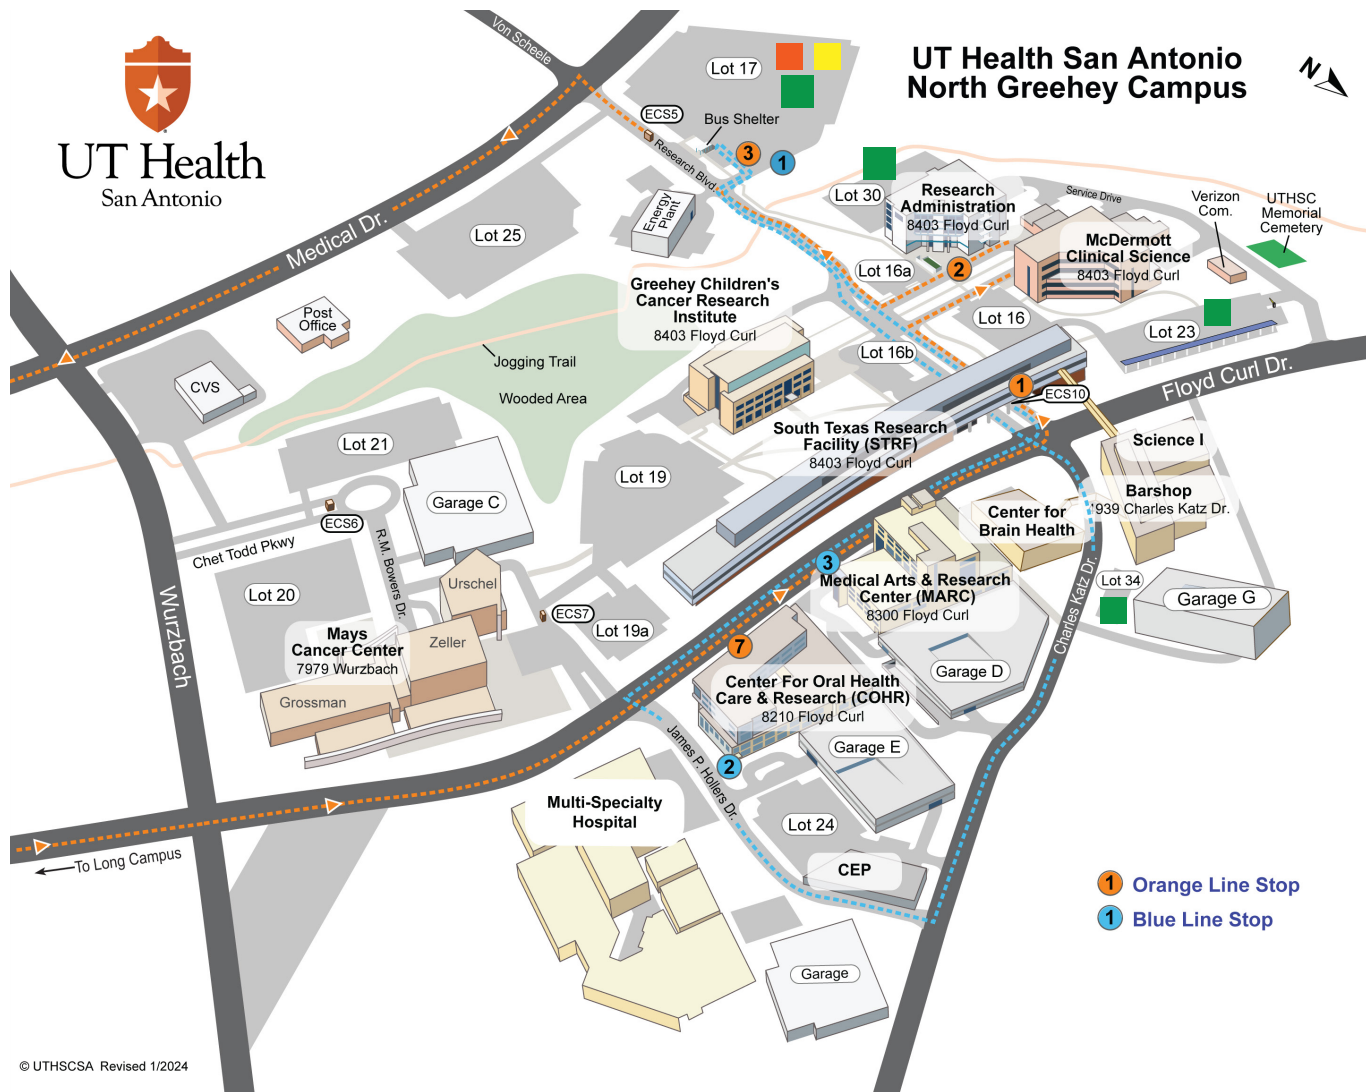 Von Scheele
UT Health San Antonio
North Greehey Campus
N
Lot 17
ECS5
Bus Shelter
3
1
Research Blvd.
UT Health
San Antonio
Lot 30
Research
Administration
8403 Floyd Curl
Service Drive
Verizon
Com.
UTHSC
Memorial
Cemetery
Energy
Plant
Lot 25
Medical Dr.
McDermott
Clinical Science
8403 Floyd Curl
Lot 16a
2
Greehey Children's
Cancer Research
Institute
8403 Floyd Curl
Post
Office
Lot 16
Lot 23
Lot 16b
Jogging Trail
Wooded Area
CVS
1
ECS10
Floyd Curl Dr.
South Texas Research
Facility (STRF)
8403 Floyd Curl
Science I
Lot 21
Lot 19
Garage C
ECS6
Barshop
7939 Charles Katz Dr.
Center for
Brain Health
Chet Todd Pkwy
R.M. Bowers Dr.
3
Medical Arts & Research
Center (MARC)
8300 Floyd Curl
Urschel
Lot 20
Wurzbach
Charles Katz Dr.
Lot 34
Garage G
ECS7
Lot 19a
Mays
Cancer Center
7979 Wurzbach
Zeller
Grossman
7
Garage D
Center For Oral Health
Care & Research (COHR)
8210 Floyd Curl
James P. Hollers Dr.
Garage E
2
Multi-Specialty
Hospital
Lot 24
To Long Campus
CEP
1 Orange Line Stop
1 Blue Line Stop
Garage
© UTHSCSA Revised 1/2024